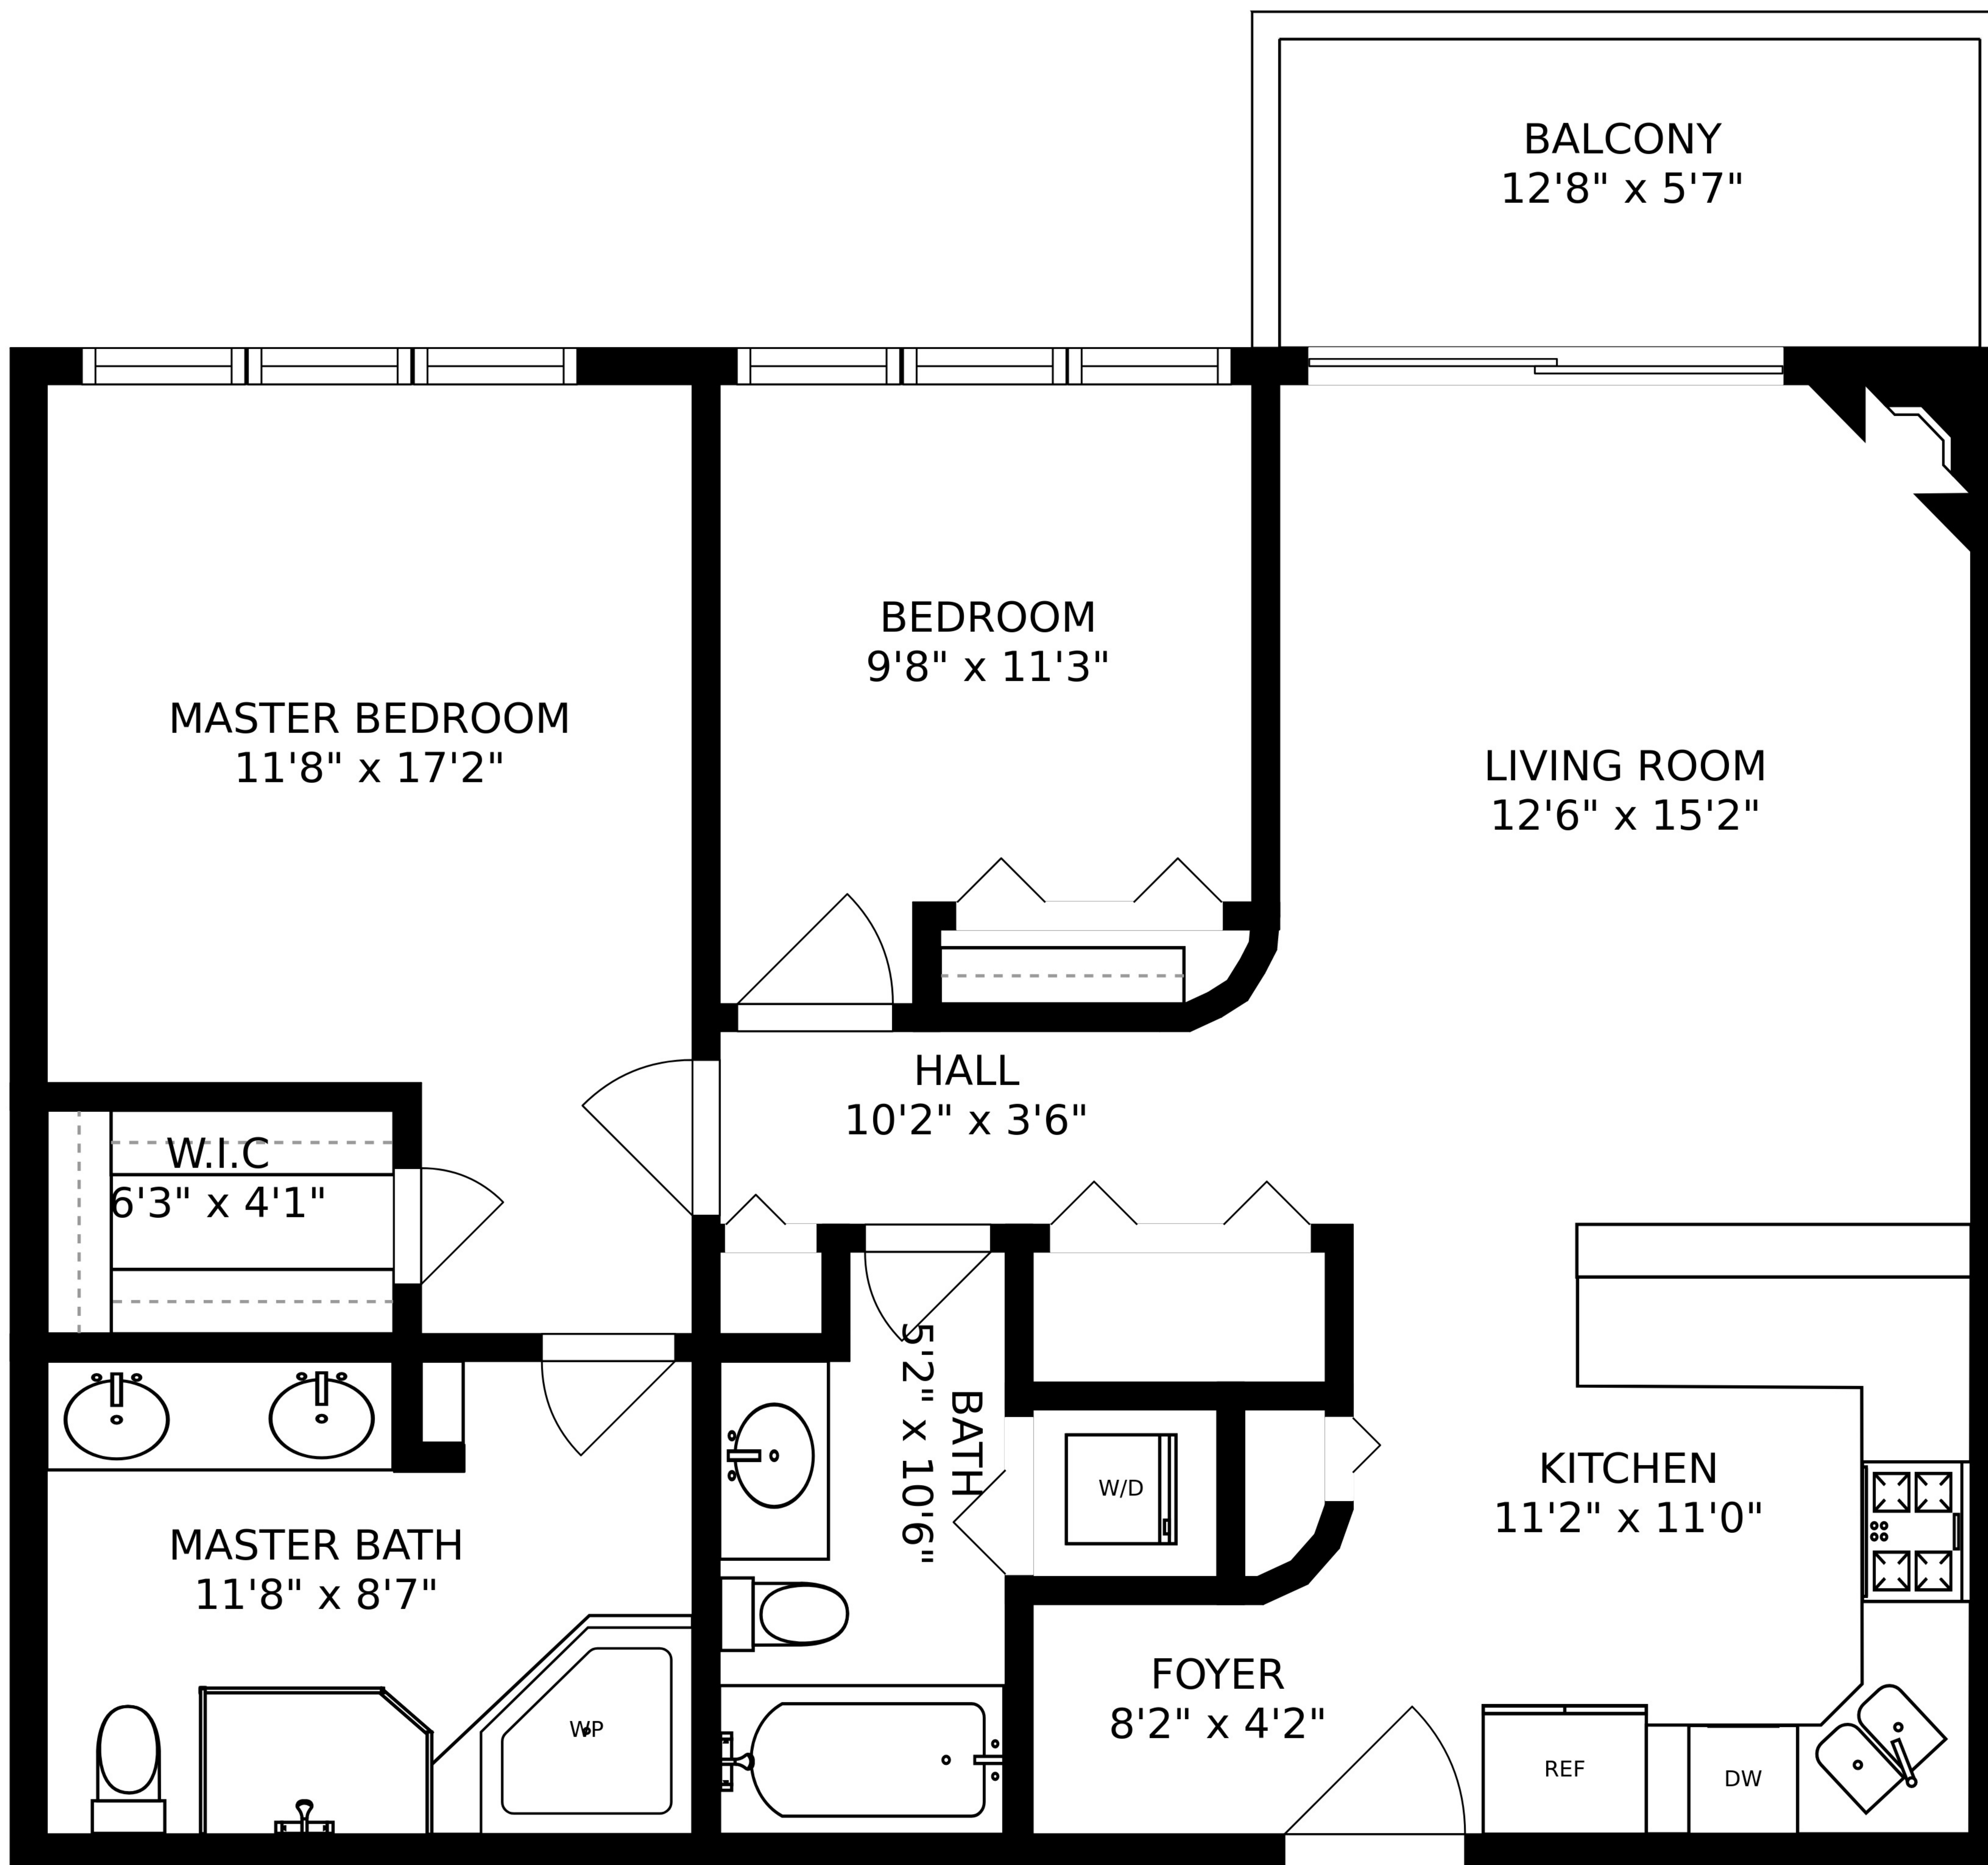 BALCONY
12'8" x 5'7"
BEDROOM
9'8" x 11'3"
MASTER BEDROOM
11'8" x 17'2"
LIVING ROOM
12'6" x 15'2"
HALL
10'2" x 3'6"
W.I.C
6'3" x 4'1"
BATH
5'2" x 10'6"
W/D
KITCHEN
11'2" x 11'0"
MASTER BATH
11'8" x 8'7"
FOYER
8'2" x 4'2"
WP
REF
DW